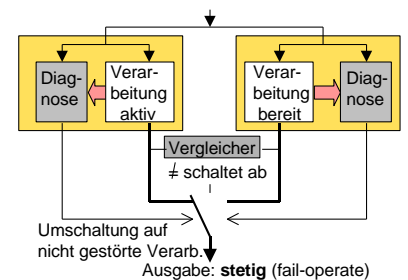 Diag-
nose
Verar-
beitung
aktiv
Verar-
beitung
bereit
Diag-
nose
Vergleicher
≠ schaltet ab
Umschaltung auf
nicht gestörte Verarb.
Ausgabe: stetig (fail-operate)